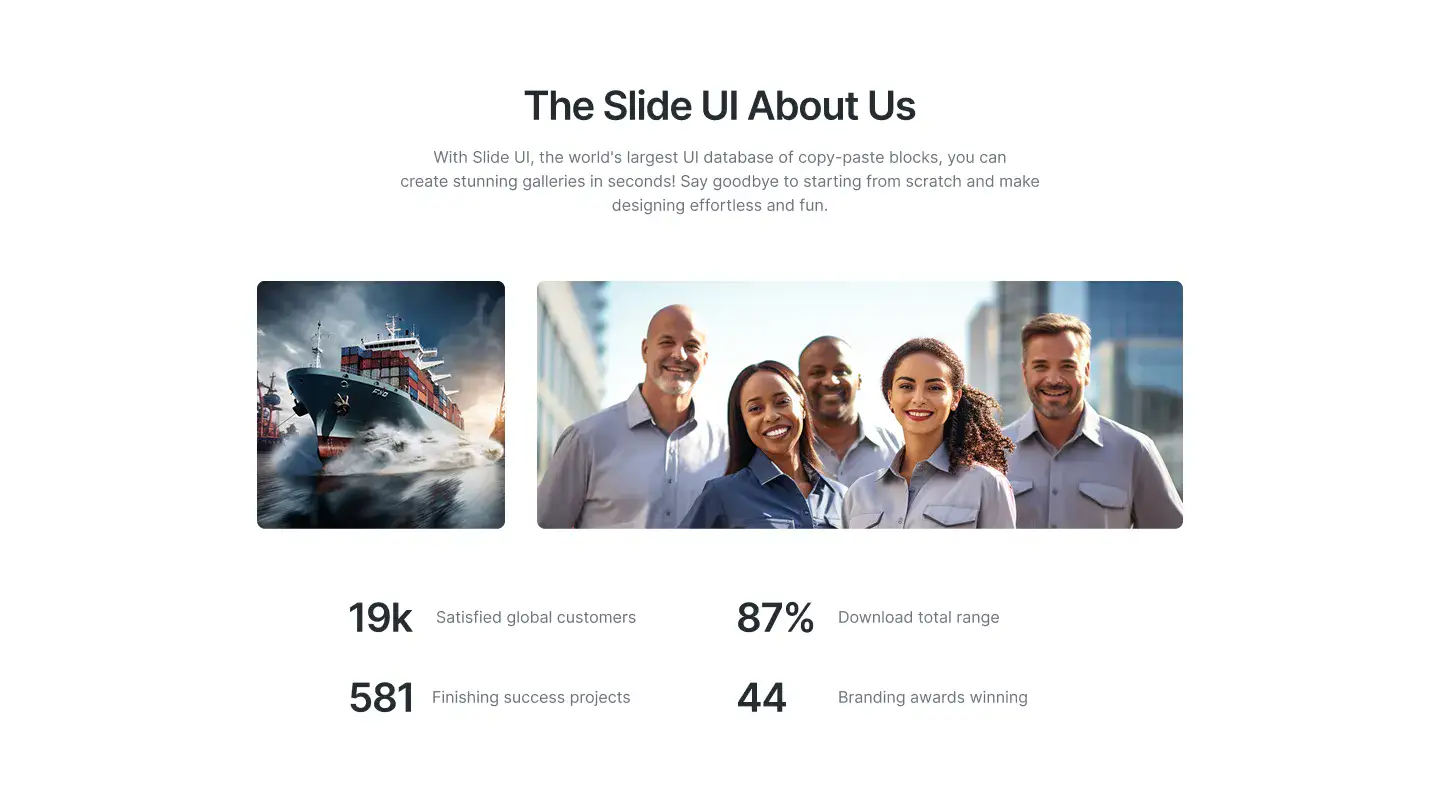 The Slide UI About Us
With Slide UI, the world's largest UI database of copy-paste blocks, you can
create stunning galleries in seconds! Say goodbye to starting from scratch and make
designing effortless and fun.
19k Satisfied global customers
87% Download total range
581 Finishing success projects
44 Branding awards winning